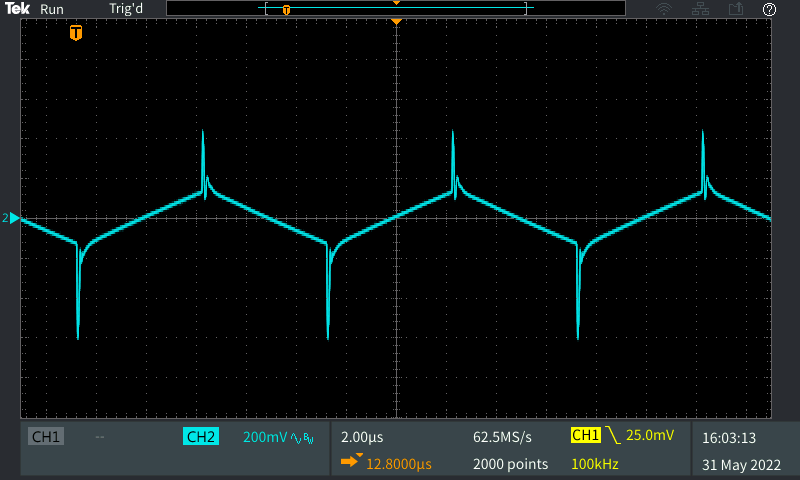 Tek Run Trig'd
T
T
2
CH1 -- CH2 200mV BW 2.00µs 62.5MS/s CH1 25.0mV 16:03:13
12.8000µs 2000 points 100kHz 31 May 2022